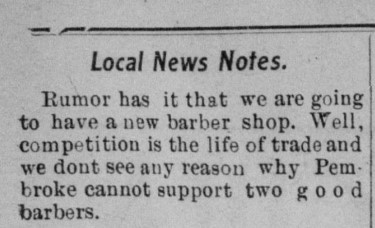 Local News Notes.
Rumor has it that we are going
to have a new barber shop. Well,
competition is the life of trade and
we dont see any reason why Pem-
broke cannot support two good
barbers.